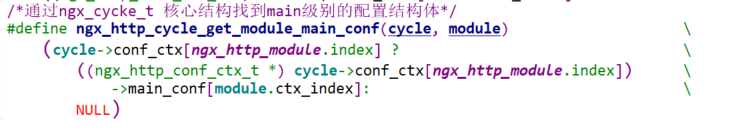 /*通过ngx_cycke_t 核心结构找到main级别的配置结构体*/
#define ngx_http_cycle_get_module_main_conf(cycle, module) \
(cycle->conf_ctx[ngx_http_module.index] ? \
((ngx_http_conf_ctx_t *) cycle->conf_ctx[ngx_http_module.index]) \
->main_conf[module.ctx_index]: \
NULL)